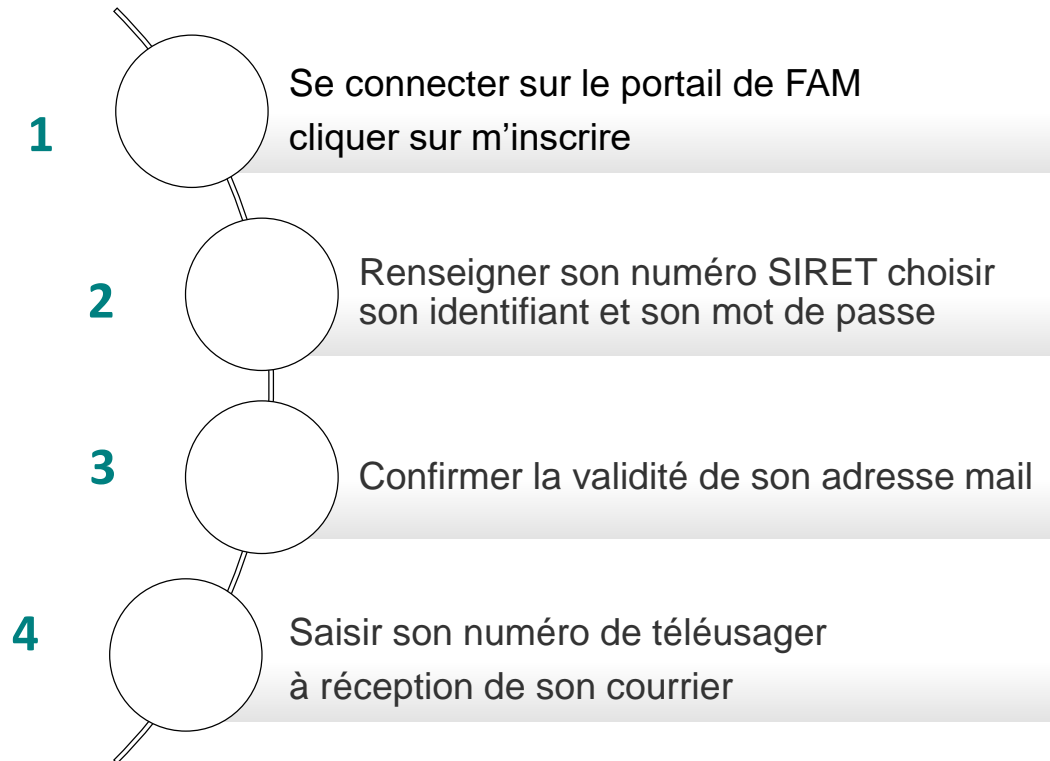 1
Se connecter sur le portail de FAM
cliquer sur m’inscrire
2
Renseigner son numéro SIRET choisir
son identifiant et son mot de passe
3
Confirmer la validité de son adresse mail
4
Saisir son numéro de téléusager
à réception de son courrier